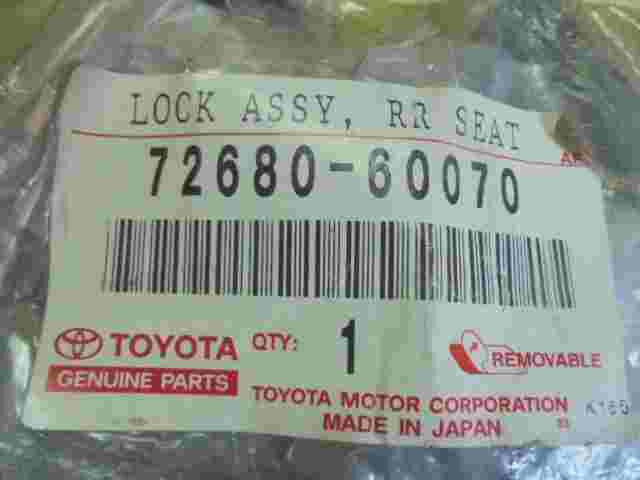 LOCK ASSY, RR SEAT
72680-60070
TOYOTA QTY: 1 REMOVABLE
GENUINE PARTS
TOYOTA MOTOR CORPORATION
MADE IN JAPAN